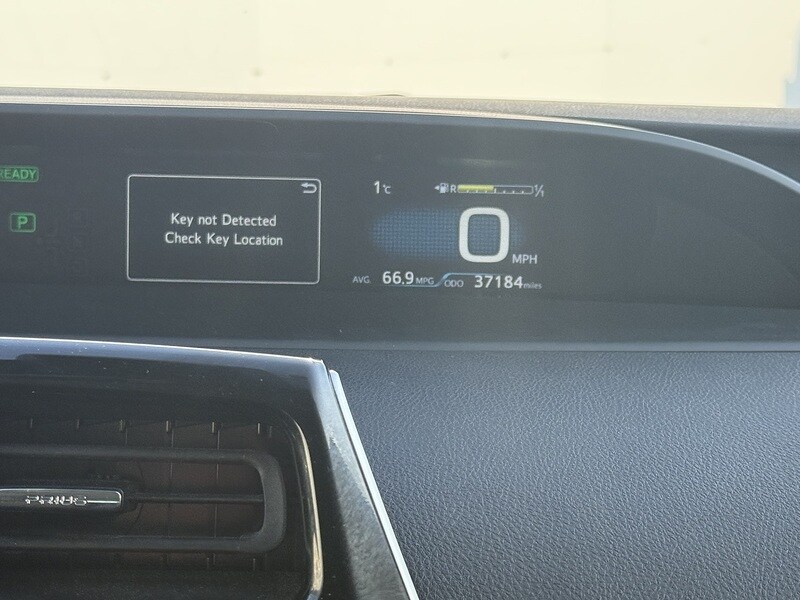 READY
P
Key not Detected
Check Key Location
1°C
R 1/1
0 MPH
AVG. 66.9 MPG ODO 37184 miles
PRIUS